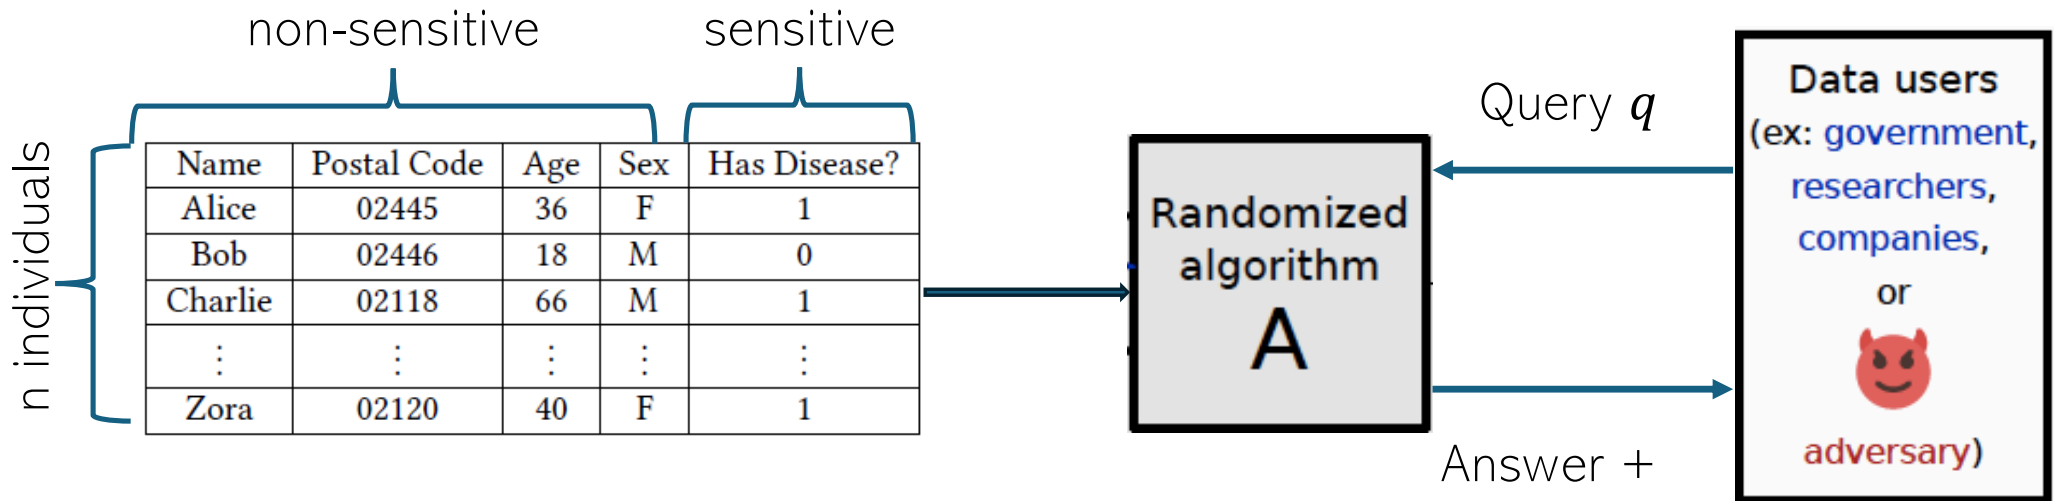 non-sensitive
sensitive
n individuals
Name Postal Code Age Sex Has Disease?
Alice 02445 36 F 1
Bob 02446 18 M 0
Charlie 02118 66 M 1
⋮ ⋮ ⋮ ⋮ ⋮
Zora 02120 40 F 1
Randomized
algorithm
A
Query q
Answer +
Data users
(ex: government,
researchers,
companies,
or
adversary)